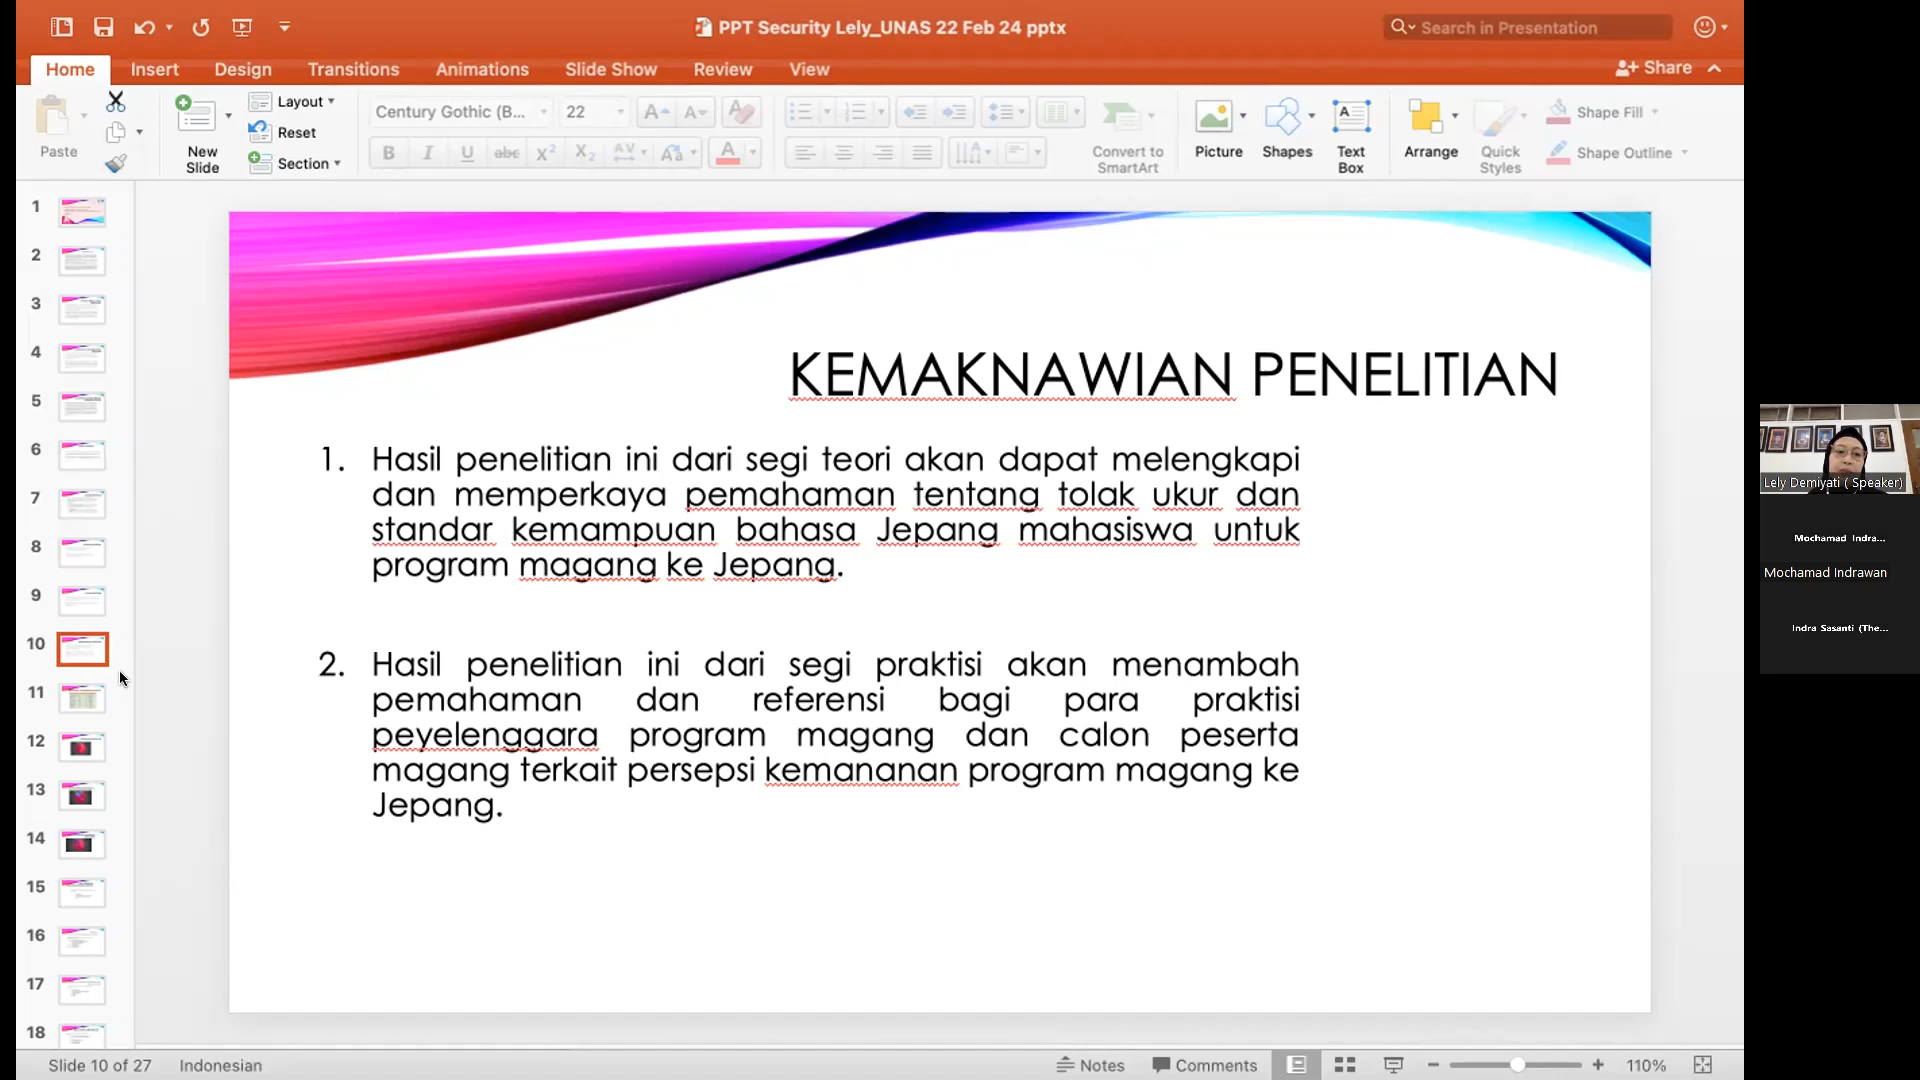 PPT Security Lely_UNAS 22 Feb 24 pptx
Search in Presentation
Home Insert Design Transitions Animations Slide Show Review View
Share
Paste
New Slide
Layout
Reset
Section
Century Gothic (B...
22
Convert to SmartArt
Picture
Shapes
Text Box
Arrange
Quick Styles
Shape Fill
Shape Outline
1
2
3
4
5
6
7
8
9
10
11
12
13
14
15
16
17
18
KEMAKNAWIAN PENELITIAN
1. Hasil penelitian ini dari segi teori akan dapat melengkapi
dan memperkaya pemahaman tentang tolak ukur dan
standar kemampuan bahasa Jepang mahasiswa untuk
program magang ke Jepang.
2. Hasil penelitian ini dari segi praktisi akan menambah
pemahaman dan referensi bagi para praktisi
peyelenggara program magang dan calon peserta
magang terkait persepsi kemananan program magang ke
Jepang.
Lely Demiyati ( Speaker)
Mochamad Indra...
Mochamad Indrawan
Indra Sasanti (The...
Slide 10 of 27
Indonesian
Notes
Comments
110%